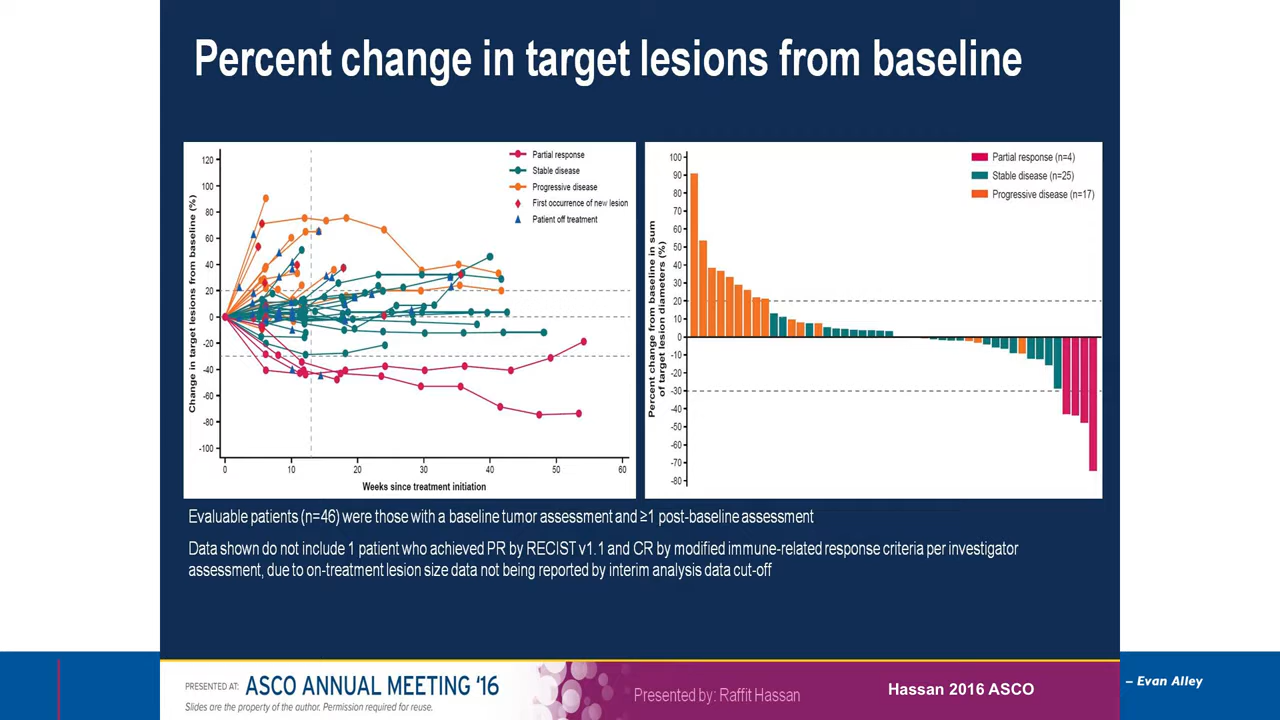 Percent change in target lesions from baseline
Change in target lesions from baseline (%)
120
100
80
60
40
20
0
-20
-40
-60
-80
-100
0
10
20
30
40
50
60
Weeks since treatment initiation
Partial response
Stable disease
Progressive disease
First occurrence of new lesion
Patient off treatment
Percent change from baseline in sum
of target lesion diameters (%)
100
90
80
70
60
50
40
30
20
10
0
-10
-20
-30
-40
-50
-60
-70
-80
Partial response (n=4)
Stable disease (n=25)
Progressive disease (n=17)
Evaluable patients (n=46) were those with a baseline tumor assessment and ≥1 post-baseline assessment
Data shown do not include 1 patient who achieved PR by RECIST v1.1 and CR by modified immune-related response criteria per investigator
assessment, due to on-treatment lesion size data not being reported by interim analysis data cut-off
PRESENTED AT: ASCO ANNUAL MEETING '16
Slides are the property of the author. Permission required for reuse.
Presented by: Raffit Hassan
Hassan 2016 ASCO
– Evan Alley